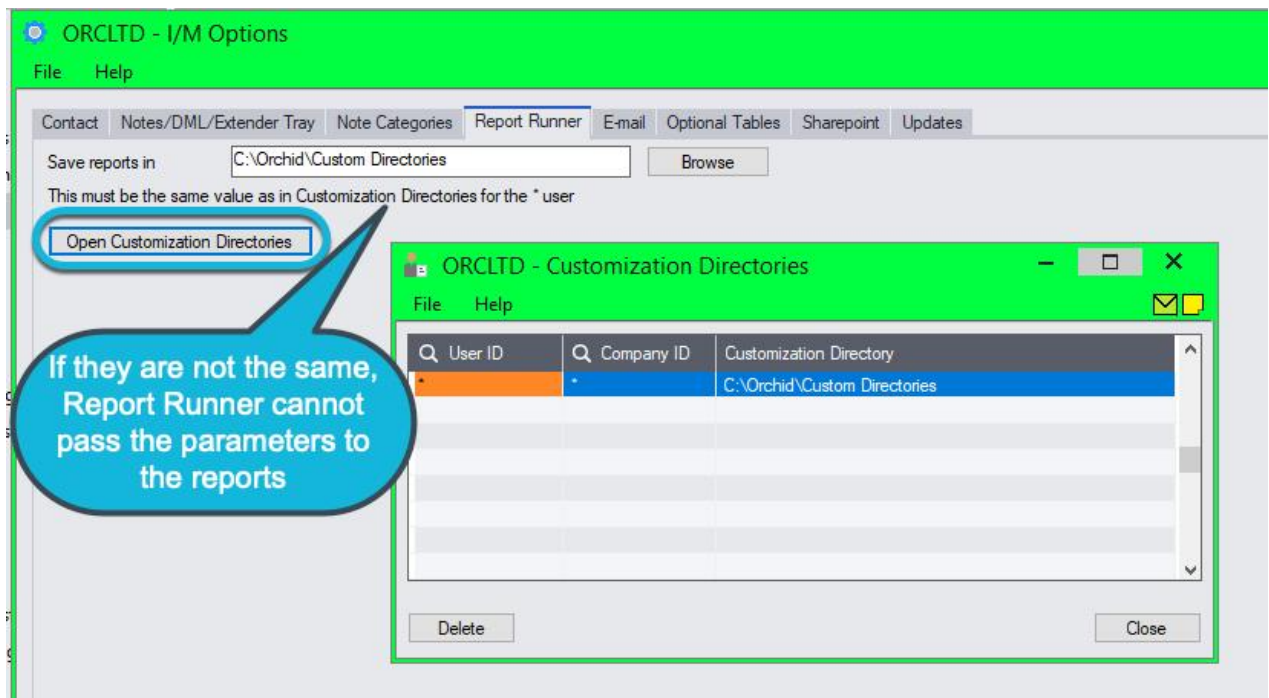 ORCLTD - I/M Options
File Help
Contact Notes/DML/Extender Tray Note Categories Report Runner E-mail Optional Tables Sharepoint Updates
Save reports in C:\Orchid\Custom Directories Browse
This must be the same value as in Customization Directories for the * user
Open Customization Directories
ORCLTD - Customization Directories
File Help
User ID Company ID Customization Directory
* * C:\Orchid\Custom Directories
If they are not the same,
Report Runner cannot
pass the parameters to
the reports
Delete Close